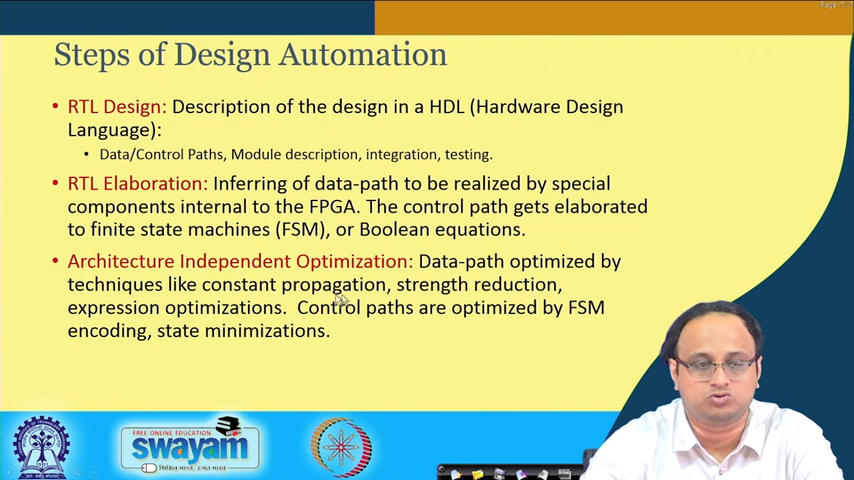 Steps of Design Automation
• RTL Design: Description of the design in a HDL (Hardware Design
Language):
• Data/Control Paths, Module description, integration, testing.
• RTL Elaboration: Inferring of data-path to be realized by special
components internal to the FPGA. The control path gets elaborated
to finite state machines (FSM), or Boolean equations.
• Architecture Independent Optimization: Data-path optimized by
techniques like constant propagation, strength reduction,
expression optimizations. Control paths are optimized by FSM
encoding, state minimizations.
FREE ONLINE EDUCATION
swayam
शिक्षित भारत, उन्नत भारत